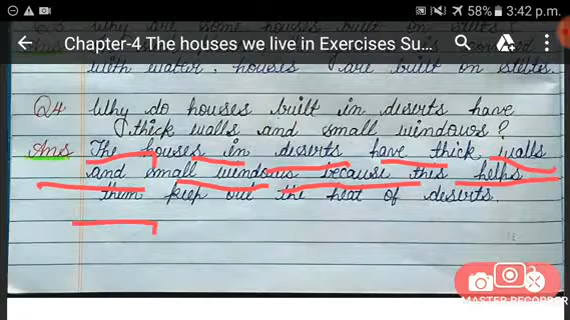 58% 3:42 p.m.
Chapter-4 The houses we live in Exercises Su...
with water, houses are built on stilts.
Q4 Why do houses built in deserts have
thick walls and small windows?
Ans The houses in deserts have thick walls
and small windows because this helps
them keep out the heat of deserts.
MASTER RECORDER